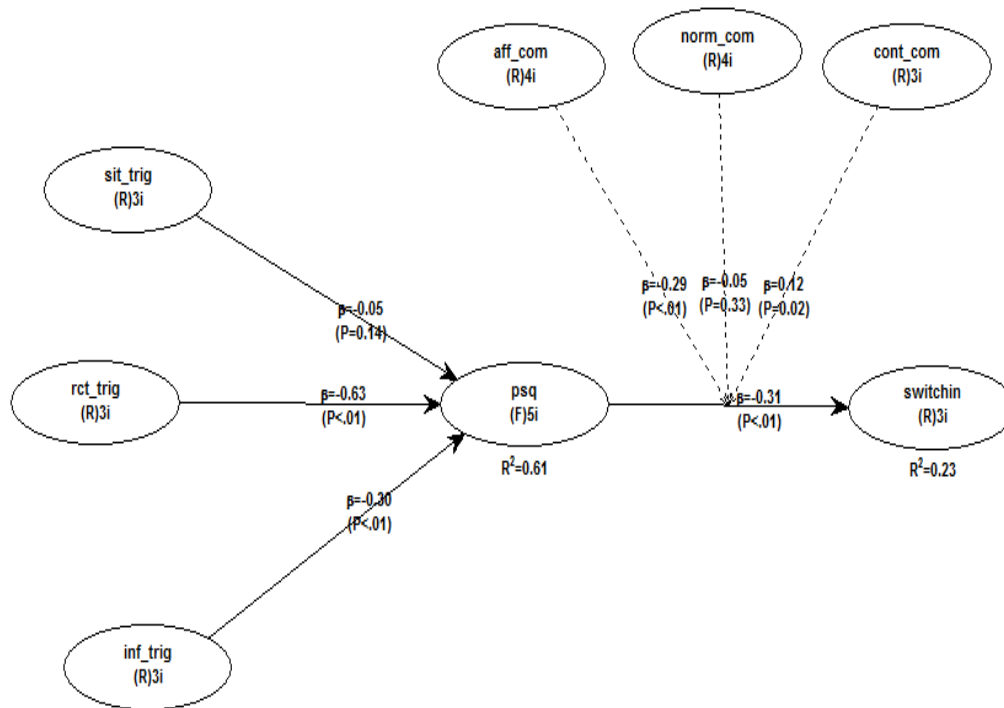 aff_com
(R)4i
norm_com
(R)4i
cont_com
(R)3i
sit_trig
(R)3i
β=-0.29
(P<.01)
β=-0.05
(P=0.33)
β=0.12
(P=0.02)
β=-0.05
(P=0.14)
rct_trig
(R)3i
β=-0.63
(P<.01)
psq
(F)5i
R²=0.61
β=-0.31
(P<.01)
switchin
(R)3i
R²=0.23
β=-0.30
(P<.01)
inf_trig
(R)3i